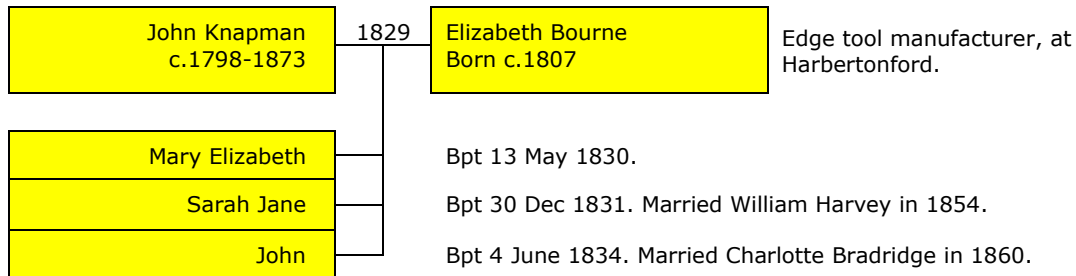 John Knapman
c.1798-1873
1829
Elizabeth Bourne
Born c.1807
Edge tool manufacturer, at
Harbertonford.
Mary Elizabeth
Bpt 13 May 1830.
Sarah Jane
Bpt 30 Dec 1831. Married William Harvey in 1854.
John
Bpt 4 June 1834. Married Charlotte Bradridge in 1860.